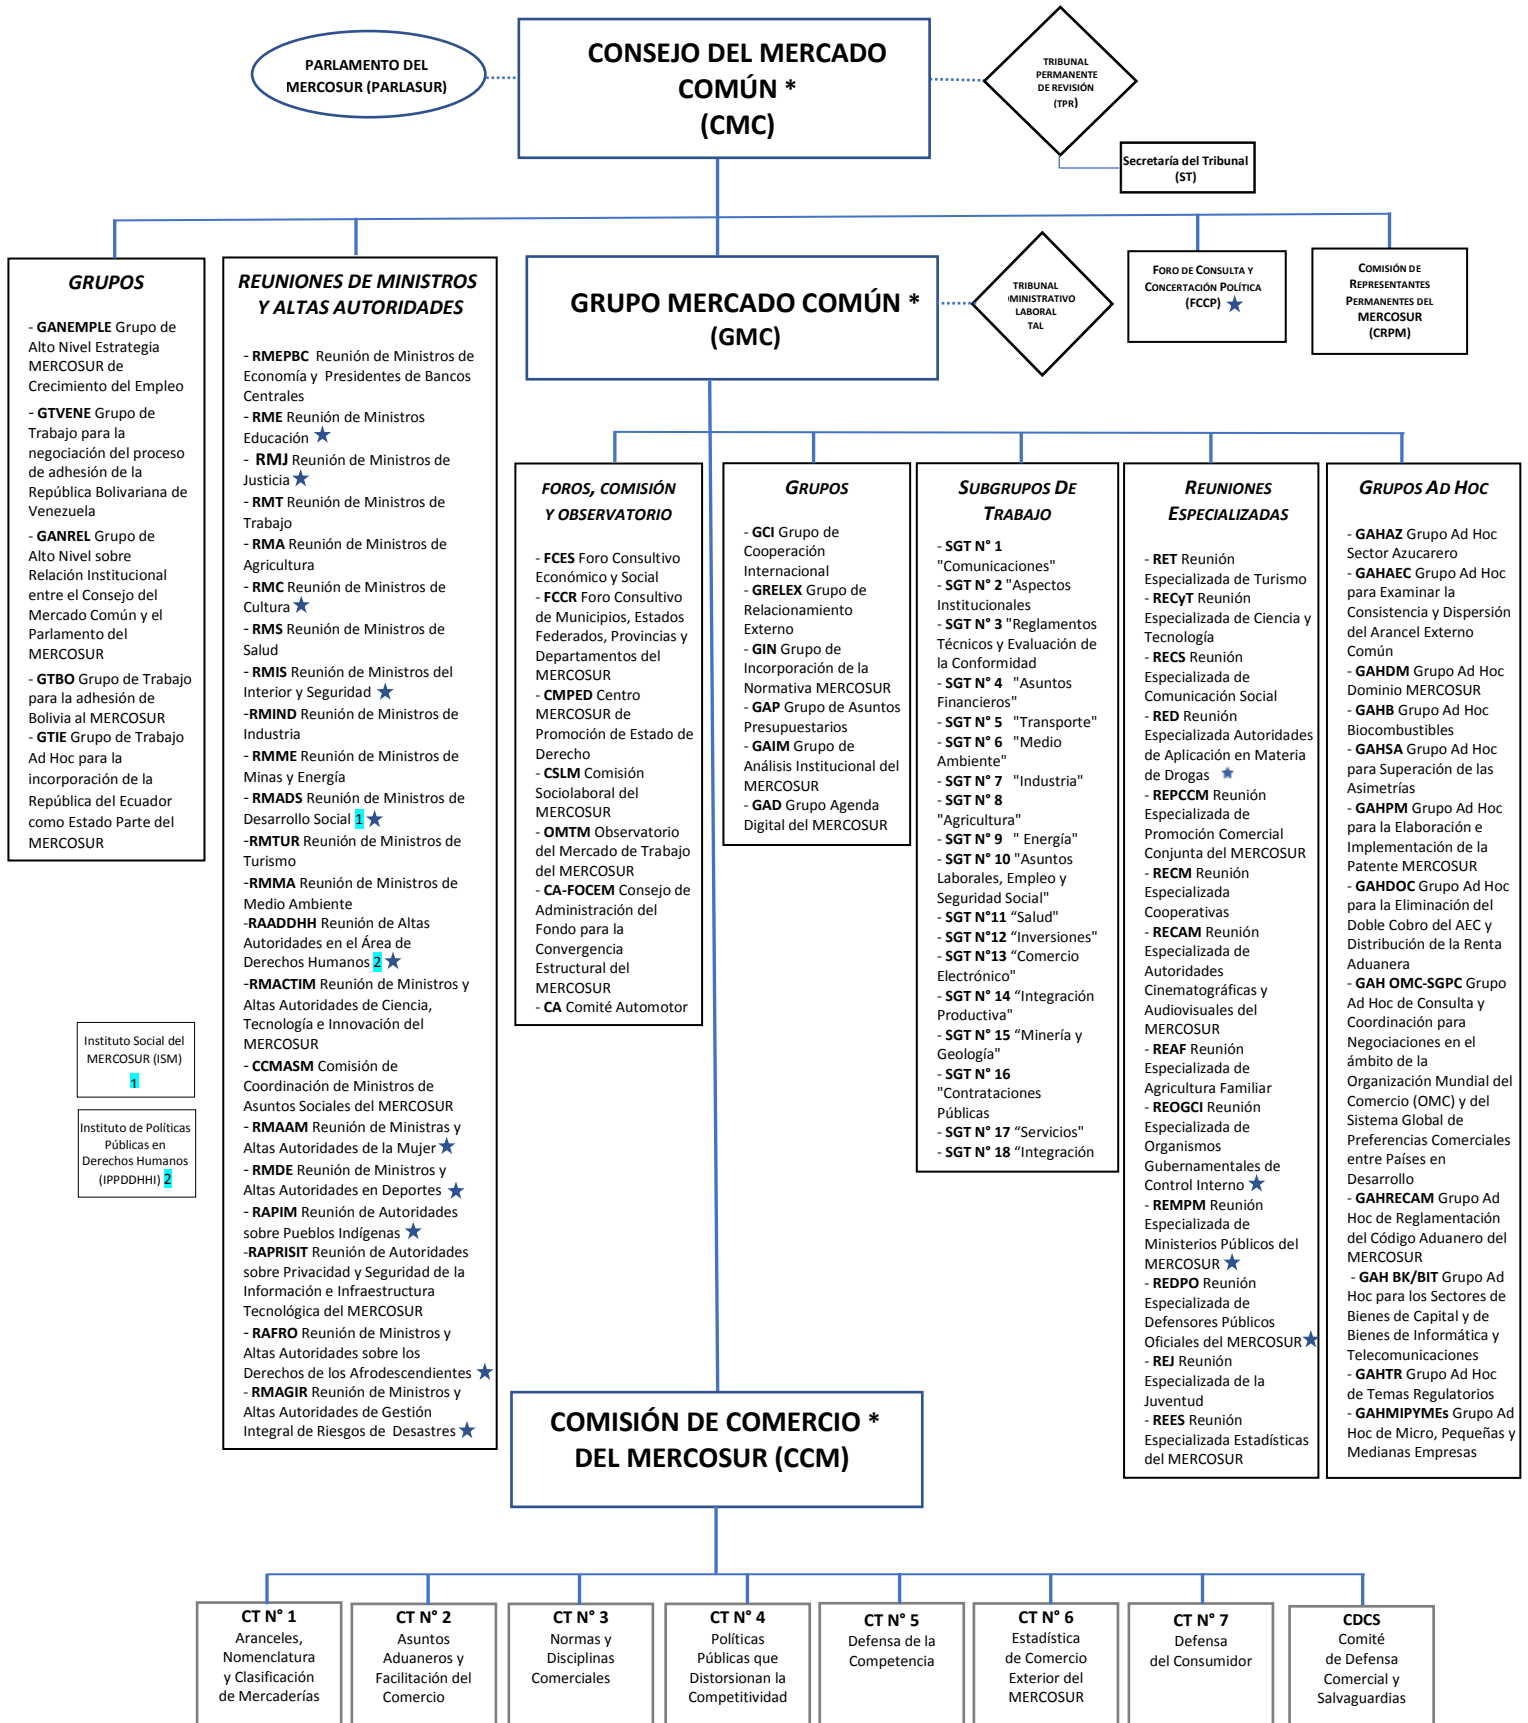 PARLAMENTO DEL
MERCOSUR (PARLASUR)
CONSEJO DEL MERCADO
COMÚN *
(CMC)
TRIBUNAL
PERMANENTE
DE REVISIÓN
(TPR)
Secretaría del Tribunal
(ST)
GRUPOS
- GANEMPLE Grupo de
Alto Nivel Estrategia
MERCOSUR de
Crecimiento del Empleo
- GTVENE Grupo de
Trabajo para la
negociación del proceso
de adhesión de la
República Bolivariana de
Venezuela
- GANREL Grupo de
Alto Nivel sobre
Relación Institucional
entre el Consejo del
Mercado Común y el
Parlamento del
MERCOSUR
- GTBO Grupo de Trabajo
para la adhesión de
Bolivia al MERCOSUR
- GTIE Grupo de Trabajo
Ad Hoc para la
incorporación de la
República del Ecuador
como Estado Parte del
MERCOSUR
REUNIONES DE MINISTROS
Y ALTAS AUTORIDADES
- RMEPBC Reunión de Ministros de
Economía y Presidentes de Bancos
Centrales
- RME Reunión de Ministros
Educación
- RMJ Reunión de Ministros de
Justicia
- RMT Reunión de Ministros de
Trabajo
- RMA Reunión de Ministros de
Agricultura
- RMC Reunión de Ministros de
Cultura
- RMS Reunión de Ministros de
Salud
- RMIS Reunión de Ministros del
Interior y Seguridad
-RMIND Reunión de Ministros de
Industria
- RMME Reunión de Ministros de
Minas y Energía
- RMADS Reunión de Ministros de
Desarrollo Social 1
-RMTUR Reunión de Ministros de
Turismo
-RMMA Reunión de Ministros de
Medio Ambiente
-RAADDHH Reunión de Altas
Autoridades en el Área de
Derechos Humanos 2
-RMACTIM Reunión de Ministros y
Altas Autoridades de Ciencia,
Tecnología e Innovación del
MERCOSUR
- CCMASM Comisión de
Coordinación de Ministros de
Asuntos Sociales del MERCOSUR
- RMAAM Reunión de Ministras y
Altas Autoridades de la Mujer
- RMDE Reunión de Ministros y
Altas Autoridades en Deportes
- RAPIM Reunión de Autoridades
sobre Pueblos Indígenas
-RAPRISIT Reunión de Autoridades
sobre Privacidad y Seguridad de la
Información e Infraestructura
Tecnológica del MERCOSUR
- RAFRO Reunión de Ministros y
Altas Autoridades sobre los
Derechos de los Afrodescendientes
- RMAGIR Reunión de Ministros y
Altas Autoridades de Gestión
Integral de Riesgos de Desastres
Instituto Social del
MERCOSUR (ISM)
1
Instituto de Políticas
Públicas en
Derechos Humanos
(IPPDDHHI) 2
GRUPO MERCADO COMÚN *
(GMC)
TRIBUNAL
MINISTRATIVO
LABORAL
TAL
FORO DE CONSULTA Y
CONCERTACIÓN POLÍTICA
(FCCP)
COMISIÓN DE
REPRESENTANTES
PERMANENTES DEL
MERCOSUR
(CRPM)
FOROS, COMISIÓN
Y OBSERVATORIO
- FCES Foro Consultivo
Económico y Social
- FCCR Foro Consultivo
de Municipios, Estados
Federados, Provincias y
Departamentos del
MERCOSUR
- CMPED Centro
MERCOSUR de
Promoción de Estado de
Derecho
- CSLM Comisión
Sociolaboral del
MERCOSUR
- OMTM Observatorio
del Mercado de Trabajo
del MERCOSUR
- CA-FOCEM Consejo de
Administración del
Fondo para la
Convergencia
Estructural del
MERCOSUR
- CA Comité Automotor
GRUPOS
- GCI Grupo de
Cooperación
Internacional
- GRELEX Grupo de
Relacionamiento
Externo
- GIN Grupo de
Incorporación de la
Normativa MERCOSUR
- GAP Grupo de Asuntos
Presupuestarios
- GAIM Grupo de
Análisis Institucional del
MERCOSUR
- GAD Grupo Agenda
Digital del MERCOSUR
SUBGRUPOS DE
TRABAJO
- SGT N° 1
"Comunicaciones"
- SGT N° 2 "Aspectos
Institucionales
- SGT N° 3 "Reglamentos
Técnicos y Evaluación de
la Conformidad
- SGT N° 4 "Asuntos
Financieros"
- SGT N° 5 "Transporte"
- SGT N° 6 "Medio
Ambiente"
- SGT N° 7 "Industria"
- SGT N° 8
"Agricultura"
- SGT N° 9 " Energía"
- SGT N° 10 "Asuntos
Laborales, Empleo y
Seguridad Social"
- SGT N°11 “Salud"
- SGT N°12 “Inversiones"
- SGT N°13 “Comercio
Electrónico"
- SGT N° 14 “Integración
Productiva"
- SGT N° 15 “Minería y
Geología"
- SGT N° 16
"Contrataciones
Públicas
- SGT N° 17 “Servicios"
- SGT N° 18 “Integración
REUNIONES
ESPECIALIZADAS
- RET Reunión
Especializada de Turismo
- RECyT Reunión
Especializada de Ciencia y
Tecnología
- RECS Reunión
Especializada de
Comunicación Social
- RED Reunión
Especializada Autoridades
de Aplicación en Materia
de Drogas
- REPCCM Reunión
Especializada de
Promoción Comercial
Conjunta del MERCOSUR
- RECM Reunión
Especializada
Cooperativas
- RECAM Reunión
Especializada de
Autoridades
Cinematográficas y
Audiovisuales del
MERCOSUR
- REAF Reunión
Especializada de
Agricultura Familiar
- REOGCI Reunión
Especializada de
Organismos
Gubernamentales de
Control Interno
- REMPM Reunión
Especializada de
Ministerios Públicos del
MERCOSUR
- REDPO Reunión
Especializada de
Defensores Públicos
Oficiales del MERCOSUR
- REJ Reunión
Especializada de la
Juventud
- REES Reunión
Especializada Estadísticas
del MERCOSUR
GRUPOS AD HOC
- GAHAZ Grupo Ad Hoc
Sector Azucarero
- GAHAEC Grupo Ad Hoc
para Examinar la
Consistencia y Dispersión
del Arancel Externo
Común
- GAHDM Grupo Ad Hoc
Dominio MERCOSUR
- GAHB Grupo Ad Hoc
Biocombustibles
- GAHSA Grupo Ad Hoc
para Superación de las
Asimetrías
- GAHPM Grupo Ad Hoc
para la Elaboración e
Implementación de la
Patente MERCOSUR
- GAHDOC Grupo Ad Hoc
para la Eliminación del
Doble Cobro del AEC y
Distribución de la Renta
Aduanera
- GAH OMC-SGPC Grupo
Ad Hoc de Consulta y
Coordinación para
Negociaciones en el
ámbito de la
Organización Mundial del
Comercio (OMC) y del
Sistema Global de
Preferencias Comerciales
entre Países en
Desarrollo
- GAHRECAM Grupo Ad
Hoc de Reglamentación
del Código Aduanero del
MERCOSUR
- GAH BK/BIT Grupo Ad
Hoc para los Sectores de
Bienes de Capital y de
Bienes de Informática y
Telecomunicaciones
- GAHTR Grupo Ad Hoc
de Temas Regulatorios
- GAHMIPYMEs Grupo Ad
Hoc de Micro, Pequeñas y
Medianas Empresas
COMISIÓN DE COMERCIO *
DEL MERCOSUR (CCM)
CT N° 1
Aranceles,
Nomenclatura
y Clasificación
de Mercaderías
CT N° 2
Asuntos
Aduaneros y
Facilitación del
Comercio
CT N° 3
Normas y
Disciplinas
Comerciales
CT N° 4
Políticas
Públicas que
Distorsionan la
Competitividad
CT N° 5
Defensa de la
Competencia
CT N° 6
Estadística
de Comercio
Exterior del
MERCOSUR
CT N° 7
Defensa
del Consumidor
CDCS
Comité
de Defensa
Comercial y
Salvaguardias